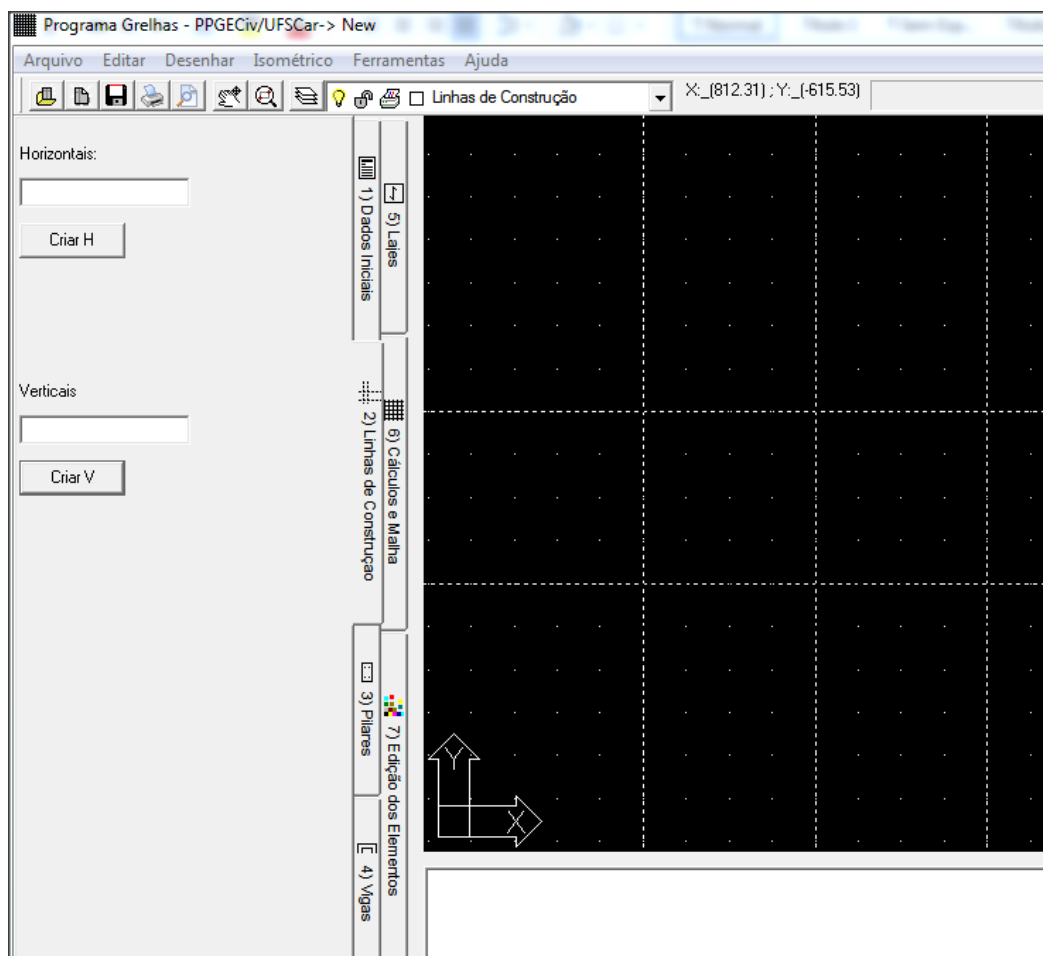 Programa Grelhas - PPGECiv/UFSCar-> New
Arquivo Editar Desenhar Isométrico Ferramentas Ajuda
Linhas de Construção
X:_(812.31) ; Y:_(-615.53)
Horizontais:
Criar H
Verticais
Criar V
1) Dados Iniciais
2) Linhas de Construçao
3) Pilares
4) Vigas
5) Lajes
6) Cálculos e Malha
7) Edição dos Elementos
Y
X